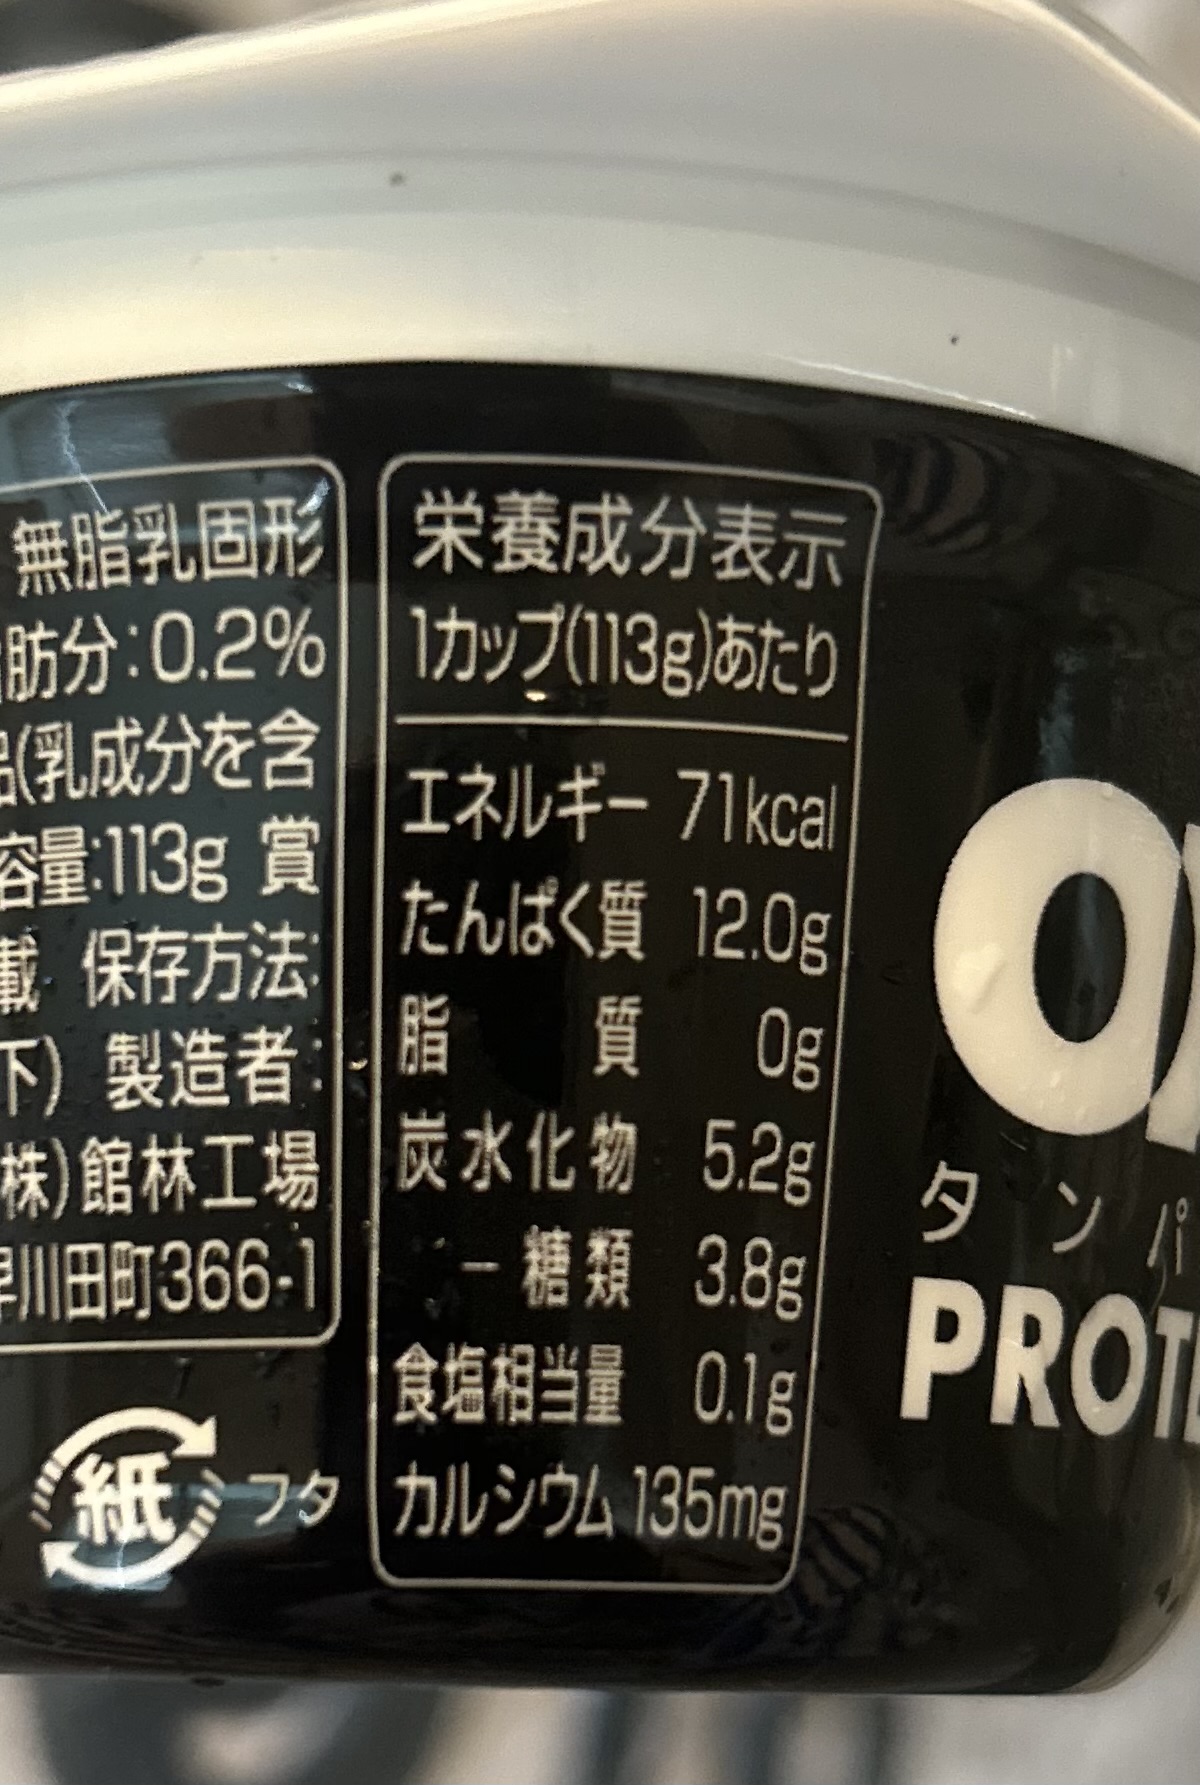 無脂乳固形
肪分:0.2%
(乳成分を含
容量:113g 賞
載 保存方法:
下) 製造者:
(株)館林工場
川田町366-1
紙 フタ
栄養成分表示
1カップ(113g)あたり
エネルギー 71kcal
たんぱく質 12.0g
脂質 0g
炭水化物 5.2g
－糖類 3.8g
食塩相当量 0.1g
カルシウム 135mg
タンパ
PROT